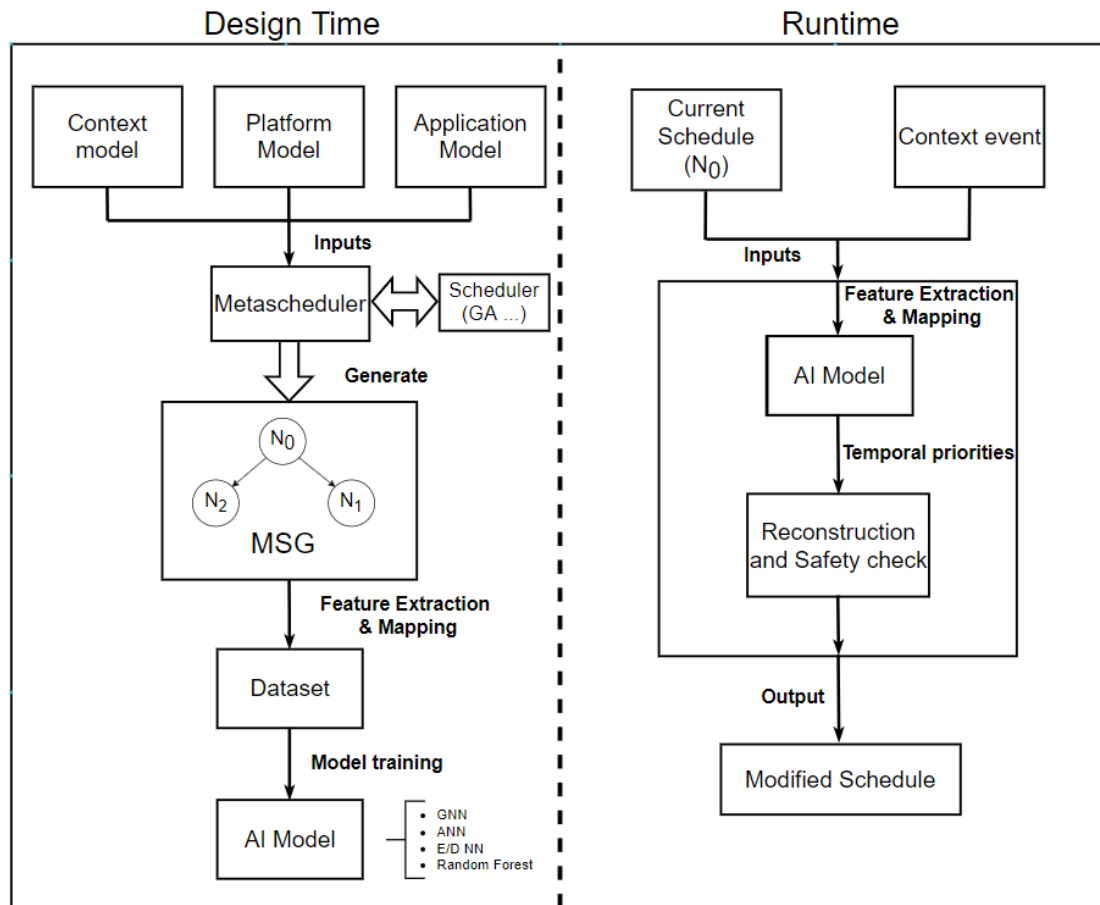 Design Time
Runtime
Context
model
Platform
Model
Application
Model
Inputs
Metascheduler
Scheduler
(GA ...)
Generate
N0
N2
N1
MSG
Feature Extraction
& Mapping
Dataset
Model training
AI Model
• GNN
• ANN
• E/D NN
• Random Forest
Current
Schedule
(N0)
Context event
Inputs
Feature Extraction
& Mapping
AI Model
Temporal priorities
Reconstruction
and Safety check
Output
Modified Schedule